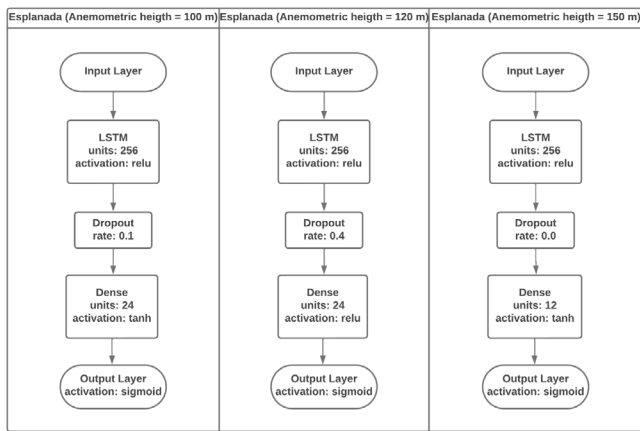 Esplanada (Anemometric heigth = 100 m)
Input Layer
LSTM
units: 256
activation: relu
Dropout
rate: 0.1
Dense
units: 24
activation: tanh
Output Layer
activation: sigmoid
Esplanada (Anemometric heigth = 120 m)
Input Layer
LSTM
units: 256
activation: relu
Dropout
rate: 0.4
Dense
units: 24
activation: relu
Output Layer
activation: sigmoid
Esplanada (Anemometric heigth = 150 m)
Input Layer
LSTM
units: 256
activation: relu
Dropout
rate: 0.0
Dense
units: 12
activation: tanh
Output Layer
activation: sigmoid